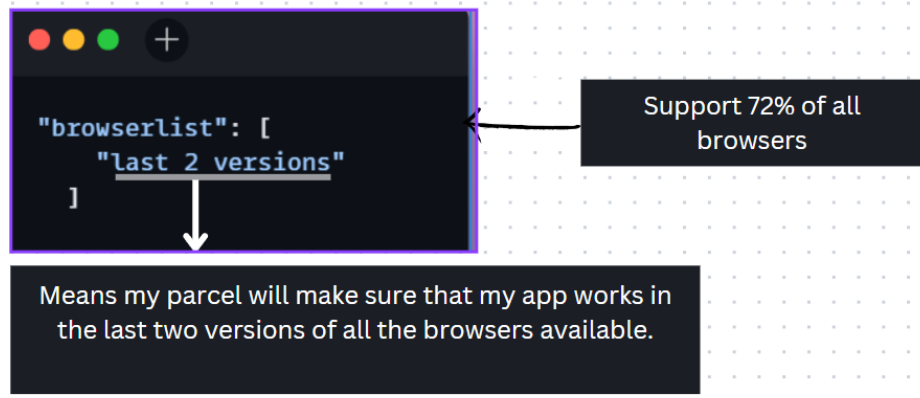 "browserlist": [
"last 2 versions"
]
Support 72% of all
browsers
Means my parcel will make sure that my app works in
the last two versions of all the browsers available.